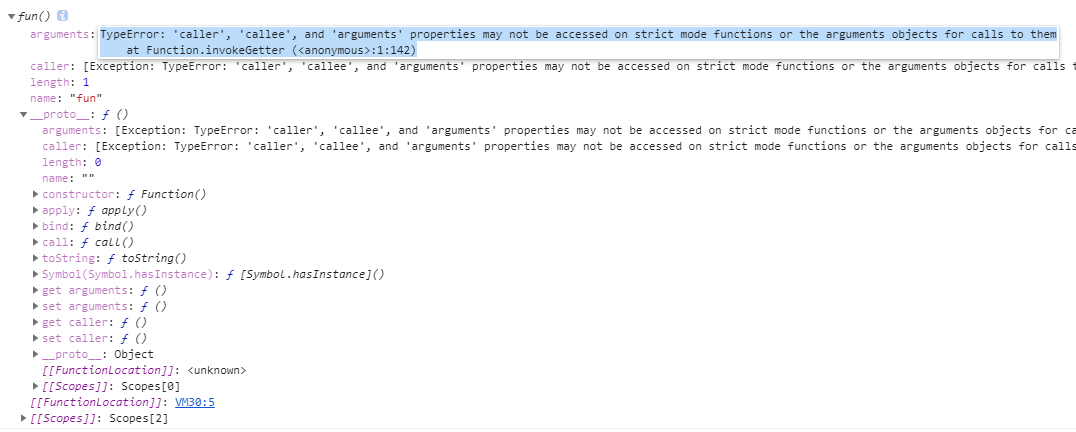 ▼ƒun() i
arguments: TypeError: 'caller', 'callee', and 'arguments' properties may not be accessed on strict mode functions or the arguments objects for calls to them
at Function.invokeGetter (<anonymous>:1:142)
caller: [Exception: TypeError: 'caller', 'callee', and 'arguments' properties may not be accessed on strict mode functions or the arguments objects for calls t
length: 1
name: "fun"
▼__proto__: ƒ ()
arguments: [Exception: TypeError: 'caller', 'callee', and 'arguments' properties may not be accessed on strict mode functions or the arguments objects for ca
caller: [Exception: TypeError: 'caller', 'callee', and 'arguments' properties may not be accessed on strict mode functions or the arguments objects for calls
length: 0
name: ""
▶constructor: ƒ Function()
▶apply: ƒ apply()
▶bind: ƒ bind()
▶call: ƒ call()
▶toString: ƒ toString()
▶Symbol(Symbol.hasInstance): ƒ [Symbol.hasInstance]()
▶get arguments: ƒ ()
▶set arguments: ƒ ()
▶get caller: ƒ ()
▶set caller: ƒ ()
▶__proto__: Object
[[FunctionLocation]]: <unknown>
▶[[Scopes]]: Scopes[0]
[[FunctionLocation]]: VM30:5
▶[[Scopes]]: Scopes[2]